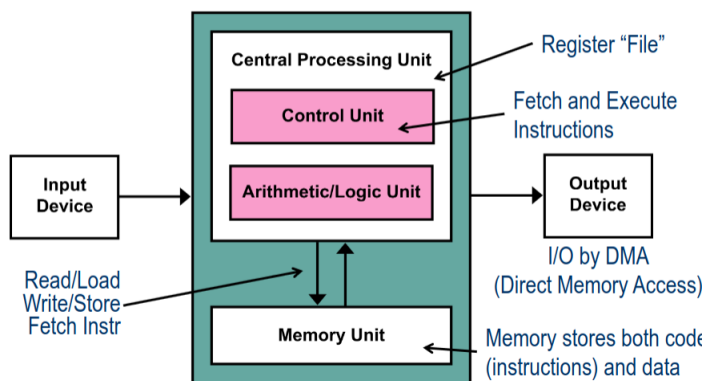 Central Processing Unit
Register “File”
Control Unit
Fetch and Execute
Instructions
Input
Device
Arithmetic/Logic Unit
Output
Device
Read/Load
Write/Store
Fetch Instr
I/O by DMA
(Direct Memory Access)
Memory Unit
Memory stores both code
(instructions) and data